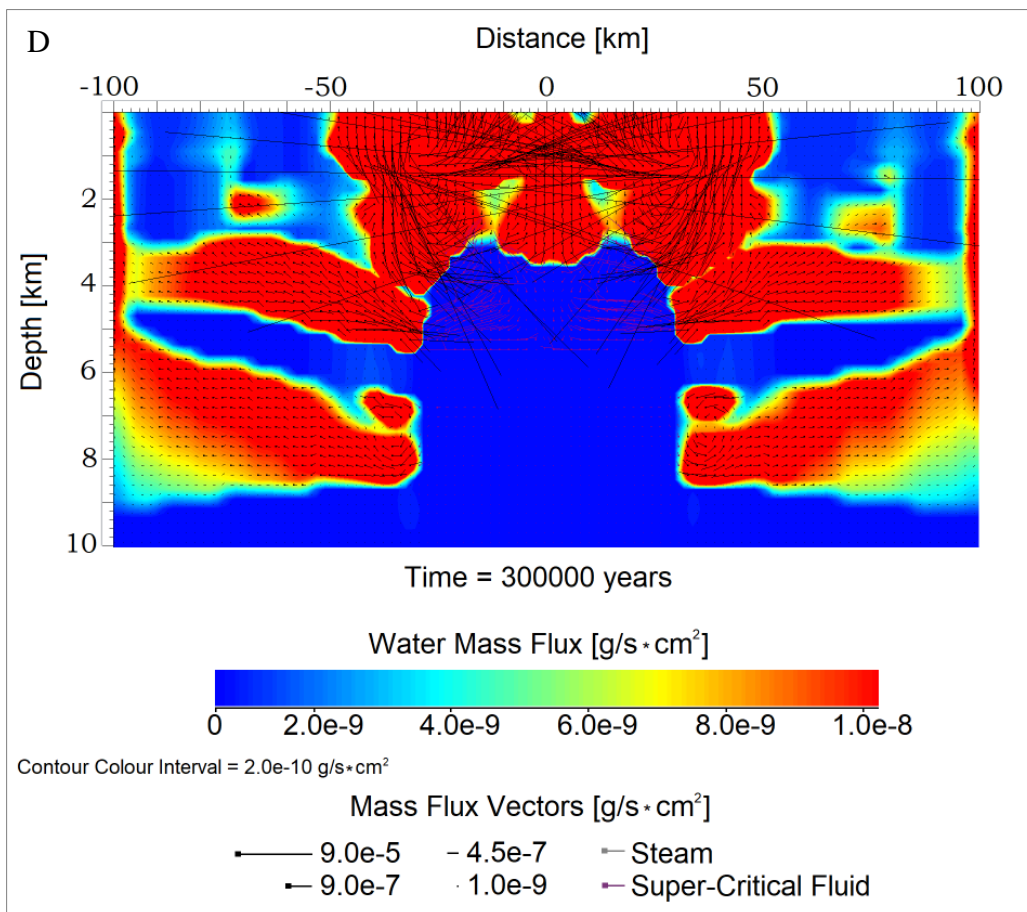 D
Distance [km]
-100 -50 0 50 100
Depth [km]
2
4
6
8
10
Time = 300000 years
Water Mass Flux [g/s⋆cm²]
0 2.0e-9 4.0e-9 6.0e-9 8.0e-9 1.0e-8
Contour Colour Interval = 2.0e-10 g/s⋆cm²
Mass Flux Vectors [g/s⋆cm²]
9.0e-5 4.5e-7 Steam
9.0e-7 1.0e-9 Super-Critical Fluid